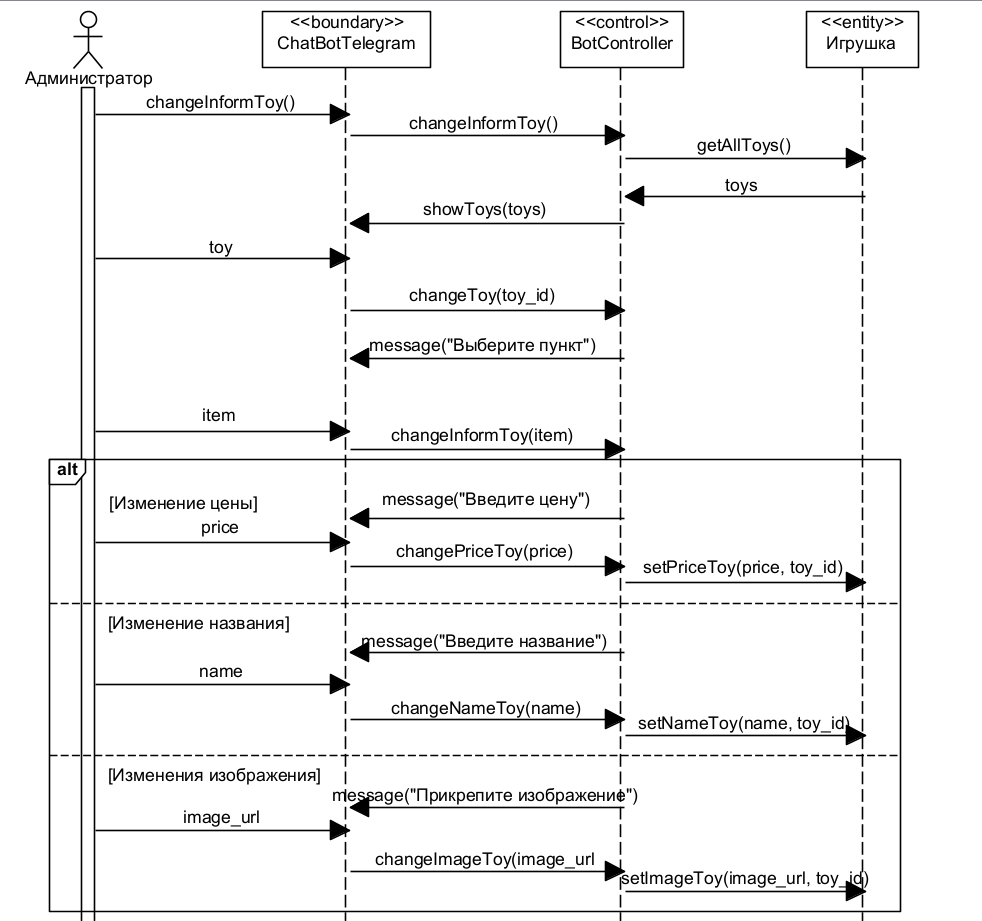 <<boundary>>
ChatBotTelegram
<<control>>
BotController
<<entity>>
Игрушка
Администратор
changeInformToy()
changeInformToy()
getAllToys()
toys
showToys(toys)
toy
changeToy(toy_id)
message("Выберите пункт")
item
changeInformToy(item)
alt
[Изменение цены]
message("Введите цену")
price
changePriceToy(price)
setPriceToy(price, toy_id)
[Изменение названия]
message("Введите название")
name
changeNameToy(name)
setNameToy(name, toy_id)
[Изменения изображения]
message("Прикрепите изображение")
image_url
changeImageToy(image_url
setImageToy(image_url, toy_id)